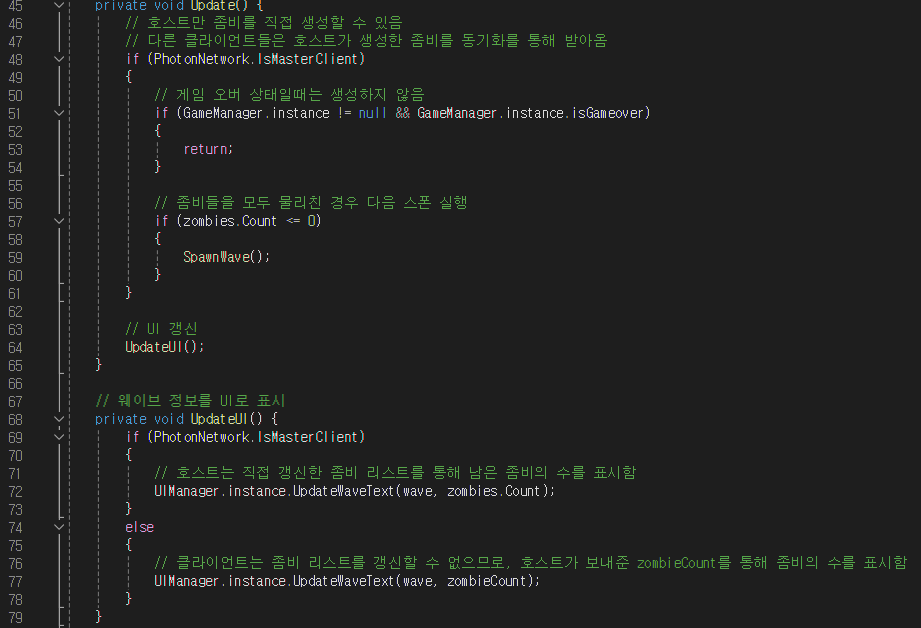 45 private void Update() {
46 // 호스트만 좀비를 직접 생성할 수 있음
47 // 다른 클라이언트들은 호스트가 생성한 좀비를 동기화를 통해 받아옴
48 if (PhotonNetwork.IsMasterClient)
49 {
50 // 게임 오버 상태일때는 생성하지 않음
51 if (GameManager.instance != null && GameManager.instance.isGameover)
52 {
53 return;
54 }
55
56 // 좀비들을 모두 물리친 경우 다음 스폰 실행
57 if (zombies.Count <= 0)
58 {
59 SpawnWave();
60 }
61 }
62
63 // UI 갱신
64 UpdateUI();
65 }
66
67 // 웨이브 정보를 UI로 표시
68 private void UpdateUI() {
69 if (PhotonNetwork.IsMasterClient)
70 {
71 // 호스트는 직접 갱신한 좀비 리스트를 통해 남은 좀비의 수를 표시함
72 UIManager.instance.UpdateWaveText(wave, zombies.Count);
73 }
74 else
75 {
76 // 클라이언트는 좀비 리스트를 갱신할 수 없으므로, 호스트가 보내준 zombieCount를 통해 좀비의 수를 표시함
77 UIManager.instance.UpdateWaveText(wave, zombieCount);
78 }
79 }